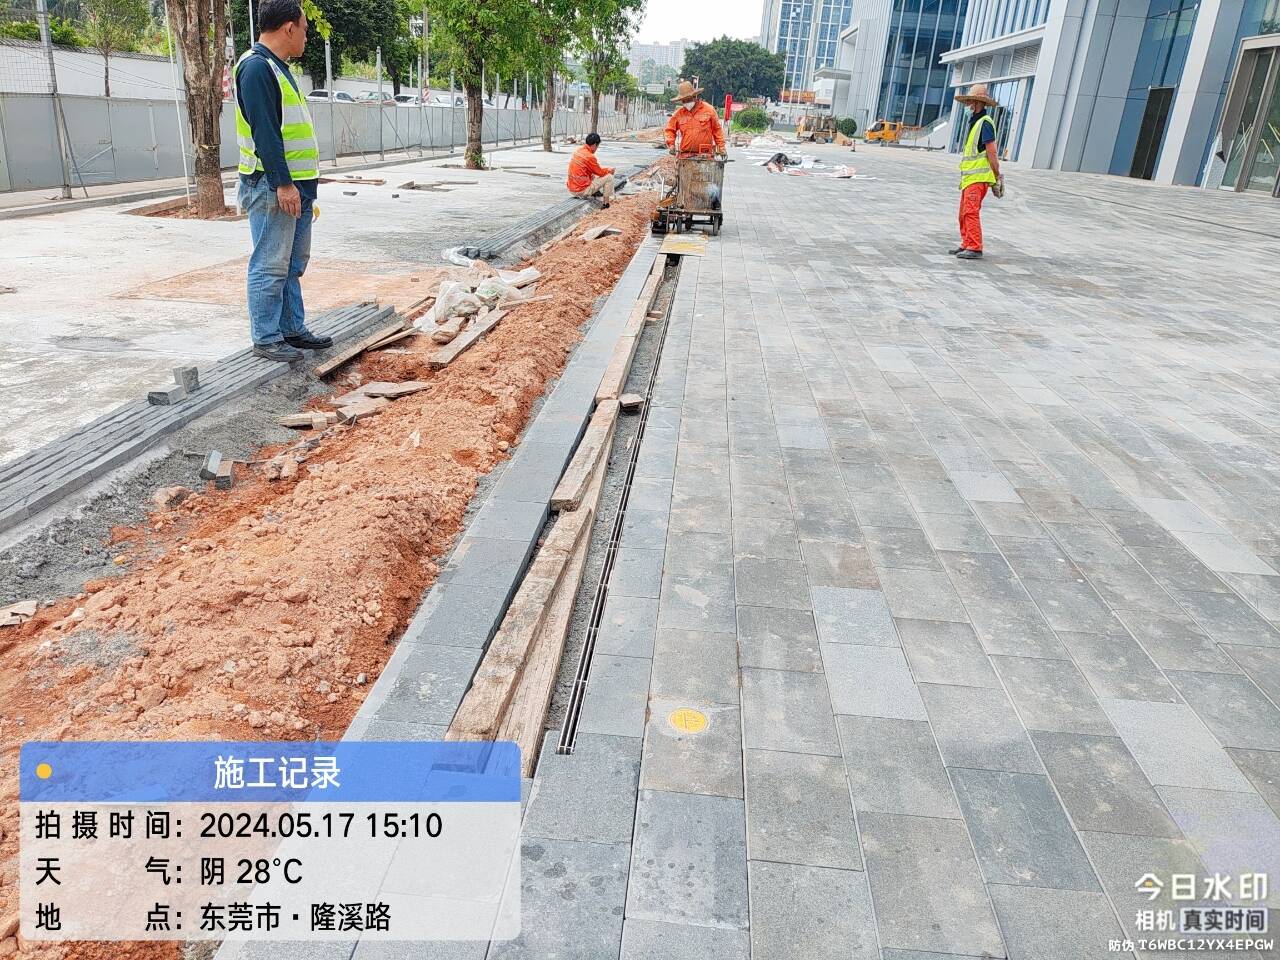 施工记录
拍摄时间: 2024.05.17 15:10
天气: 阴 28°C
地点: 东莞市·隆溪路
今日水印
相机 真实时间
防伪 T6WBC12YX4EPGW